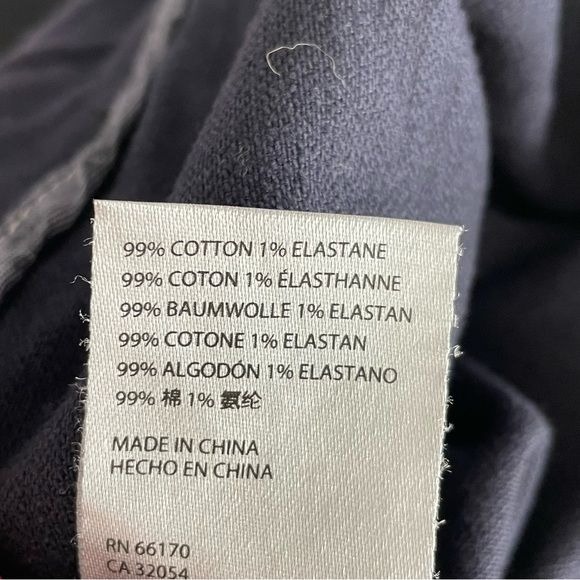 99% COTTON 1% ELASTANE
99% COTON 1% ÉLASTHANNE
99% BAUMWOLLE 1% ELASTAN
99% COTONE 1% ELASTAN
99% ALGODÓN 1% ELASTANO
99% 棉 1% 氨纶
MADE IN CHINA
HECHO EN CHINA
RN 66170
CA 32054